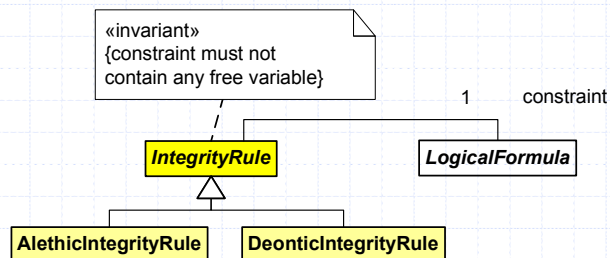 «invariant»
{constraint must not
contain any free variable}
1 constraint
IntegrityRule LogicalFormula
AlethicIntegrityRule DeonticIntegrityRule